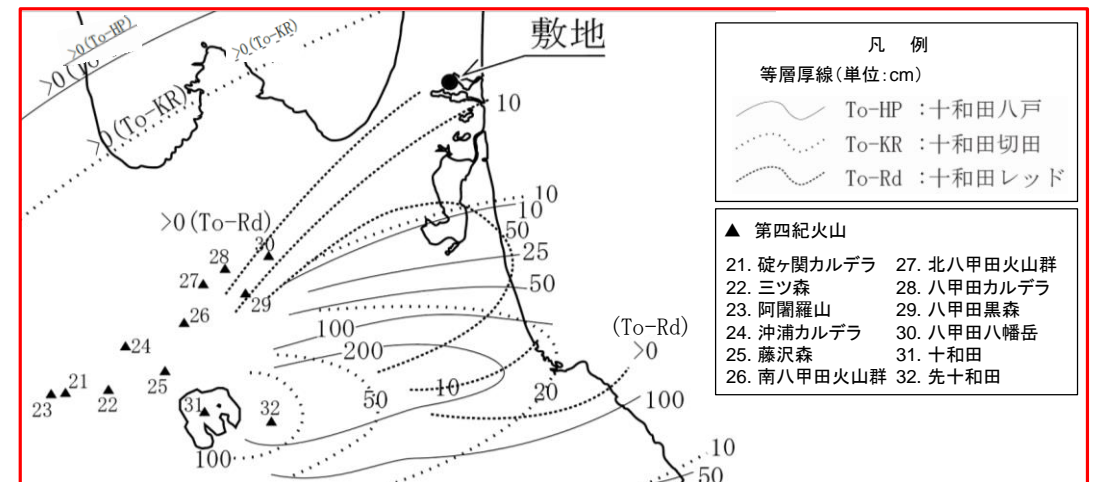 >0(To-HP)
>0(To-KR)
>0(To
>0(To-KR)
敷地
10
>0(To-Rd)
30
28
27
29
26
10
10
50
25
50
100
200
(To-Rd)
>0
24
25
21
23
22
31
32
50
10
20
100
100
10
50
凡 例
等層厚線(単位:cm)
To-HP :十和田八戸
To-KR :十和田切田
To-Rd :十和田レッド
▲ 第四紀火山
21. 碇ヶ関カルデラ 27. 北八甲田火山群
22. 三ツ森 28. 八甲田カルデラ
23. 阿闍羅山 29. 八甲田黒森
24. 沖浦カルデラ 30. 八甲田八幡岳
25. 藤沢森 31. 十和田
26. 南八甲田火山群 32. 先十和田